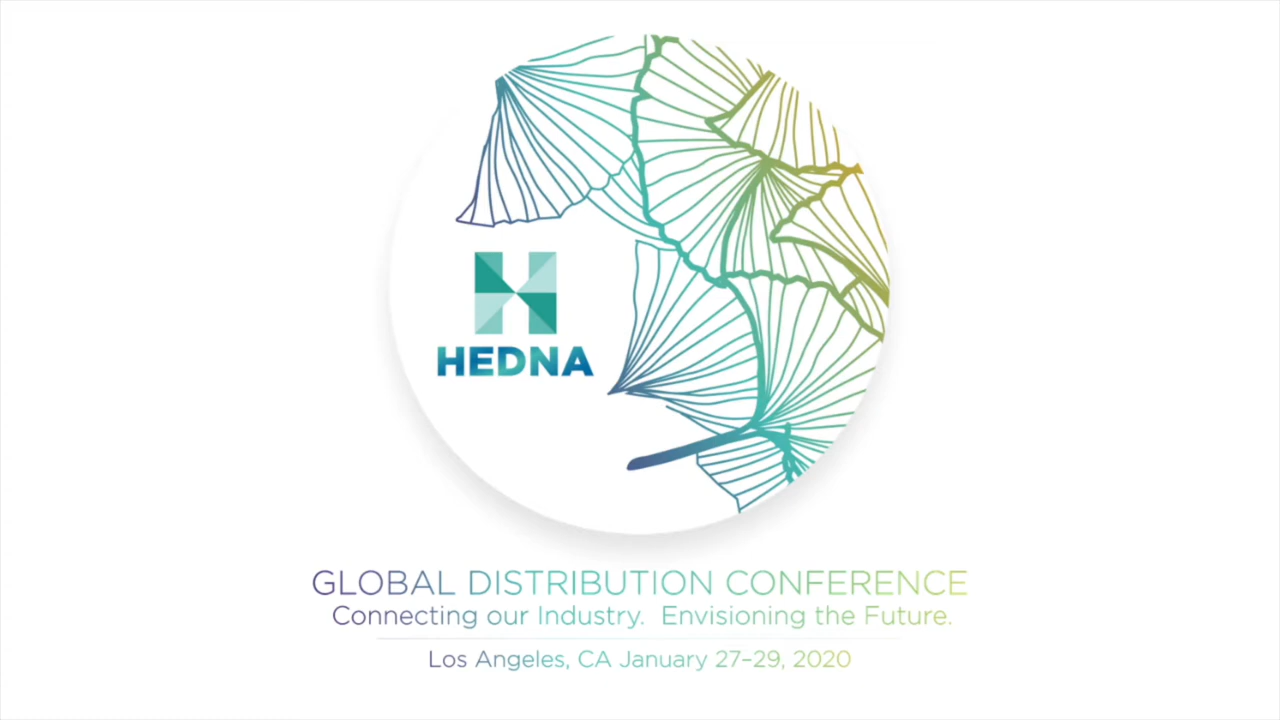 HEDNA
GLOBAL DISTRIBUTION CONFERENCE
Connecting our Industry. Envisioning the Future.
Los Angeles, CA January 27–29, 2020